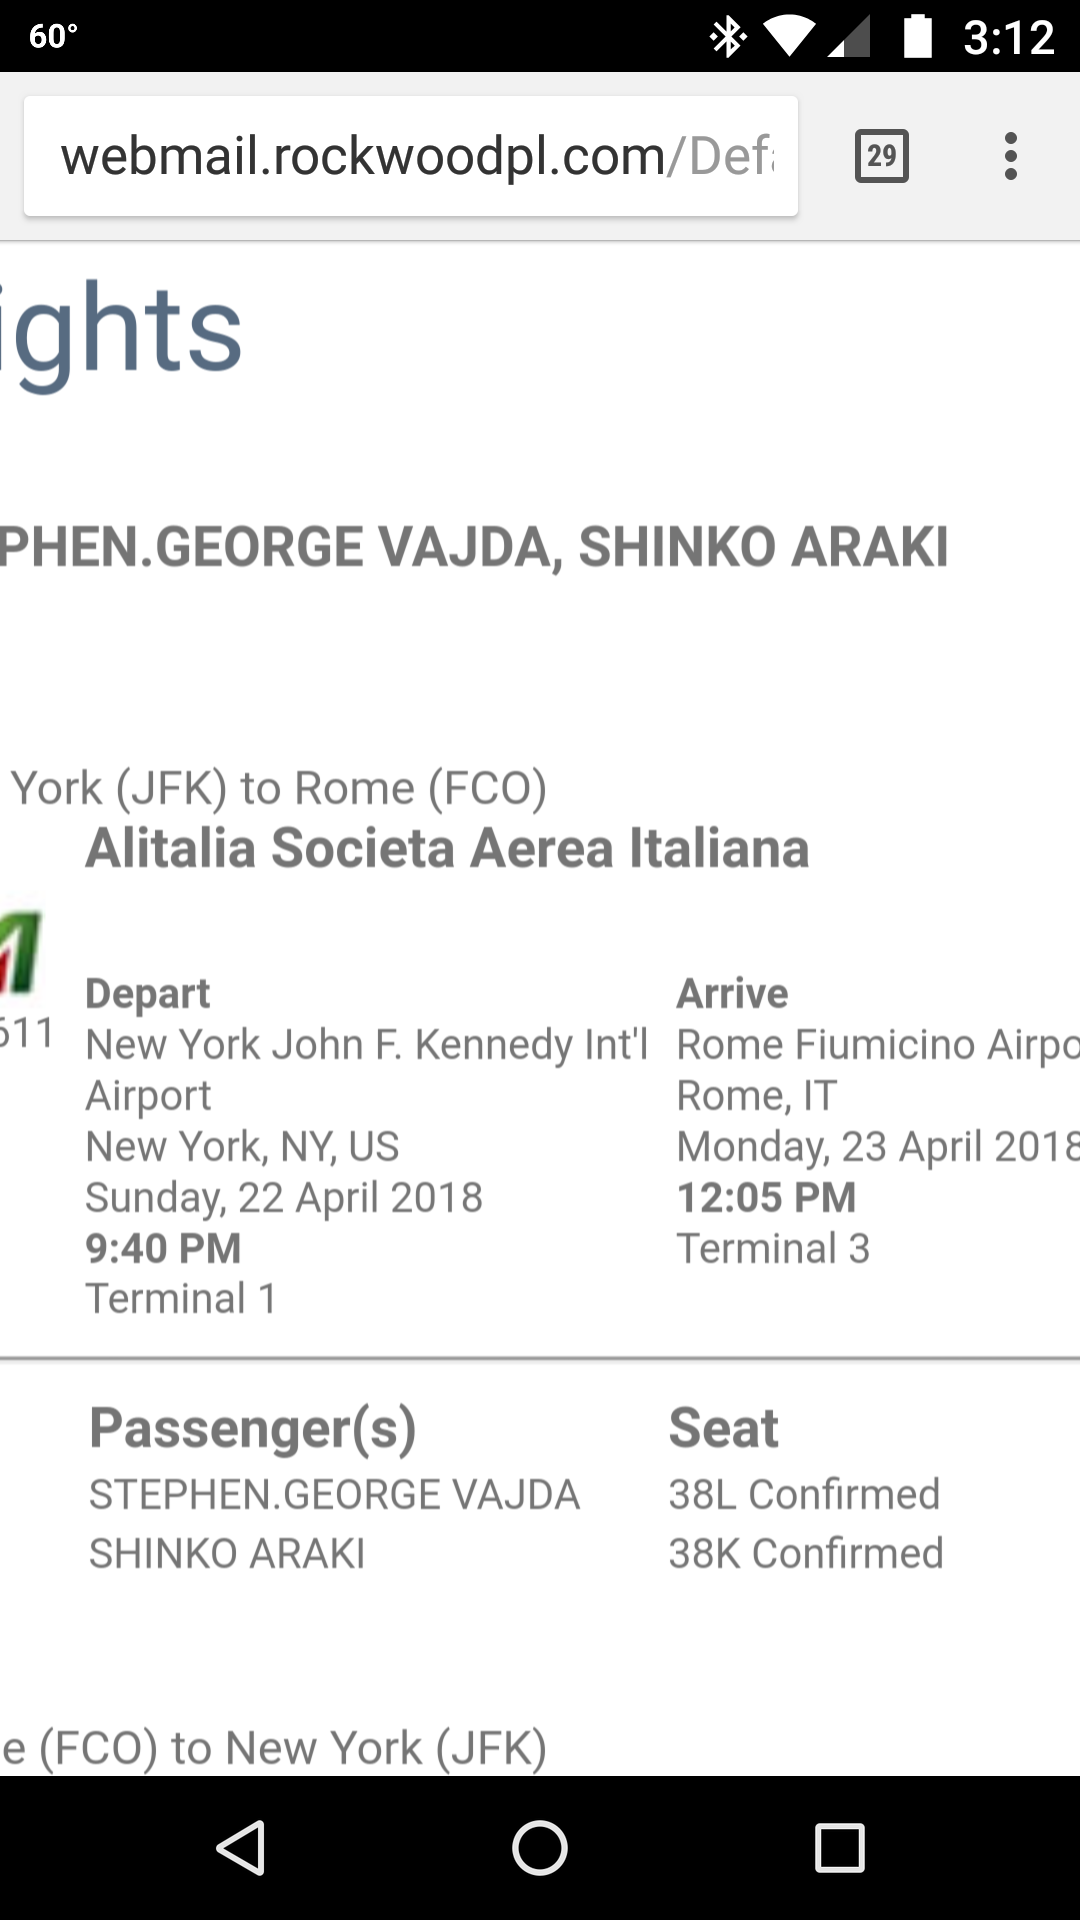 60° 3:12
webmail.rockwoodpl.com/Defa
29
ights
PHEN.GEORGE VAJDA, SHINKO ARAKI
York (JFK) to Rome (FCO)
Alitalia Societa Aerea Italiana
Depart
Arrive
611
New York John F. Kennedy Int'l
Rome Fiumicino Airpo
Airport
Rome, IT
New York, NY, US
Monday, 23 April 2018
Sunday, 22 April 2018
12:05 PM
9:40 PM
Terminal 3
Terminal 1
Passenger(s) Seat
STEPHEN.GEORGE VAJDA 38L Confirmed
SHINKO ARAKI 38K Confirmed
e (FCO) to New York (JFK)